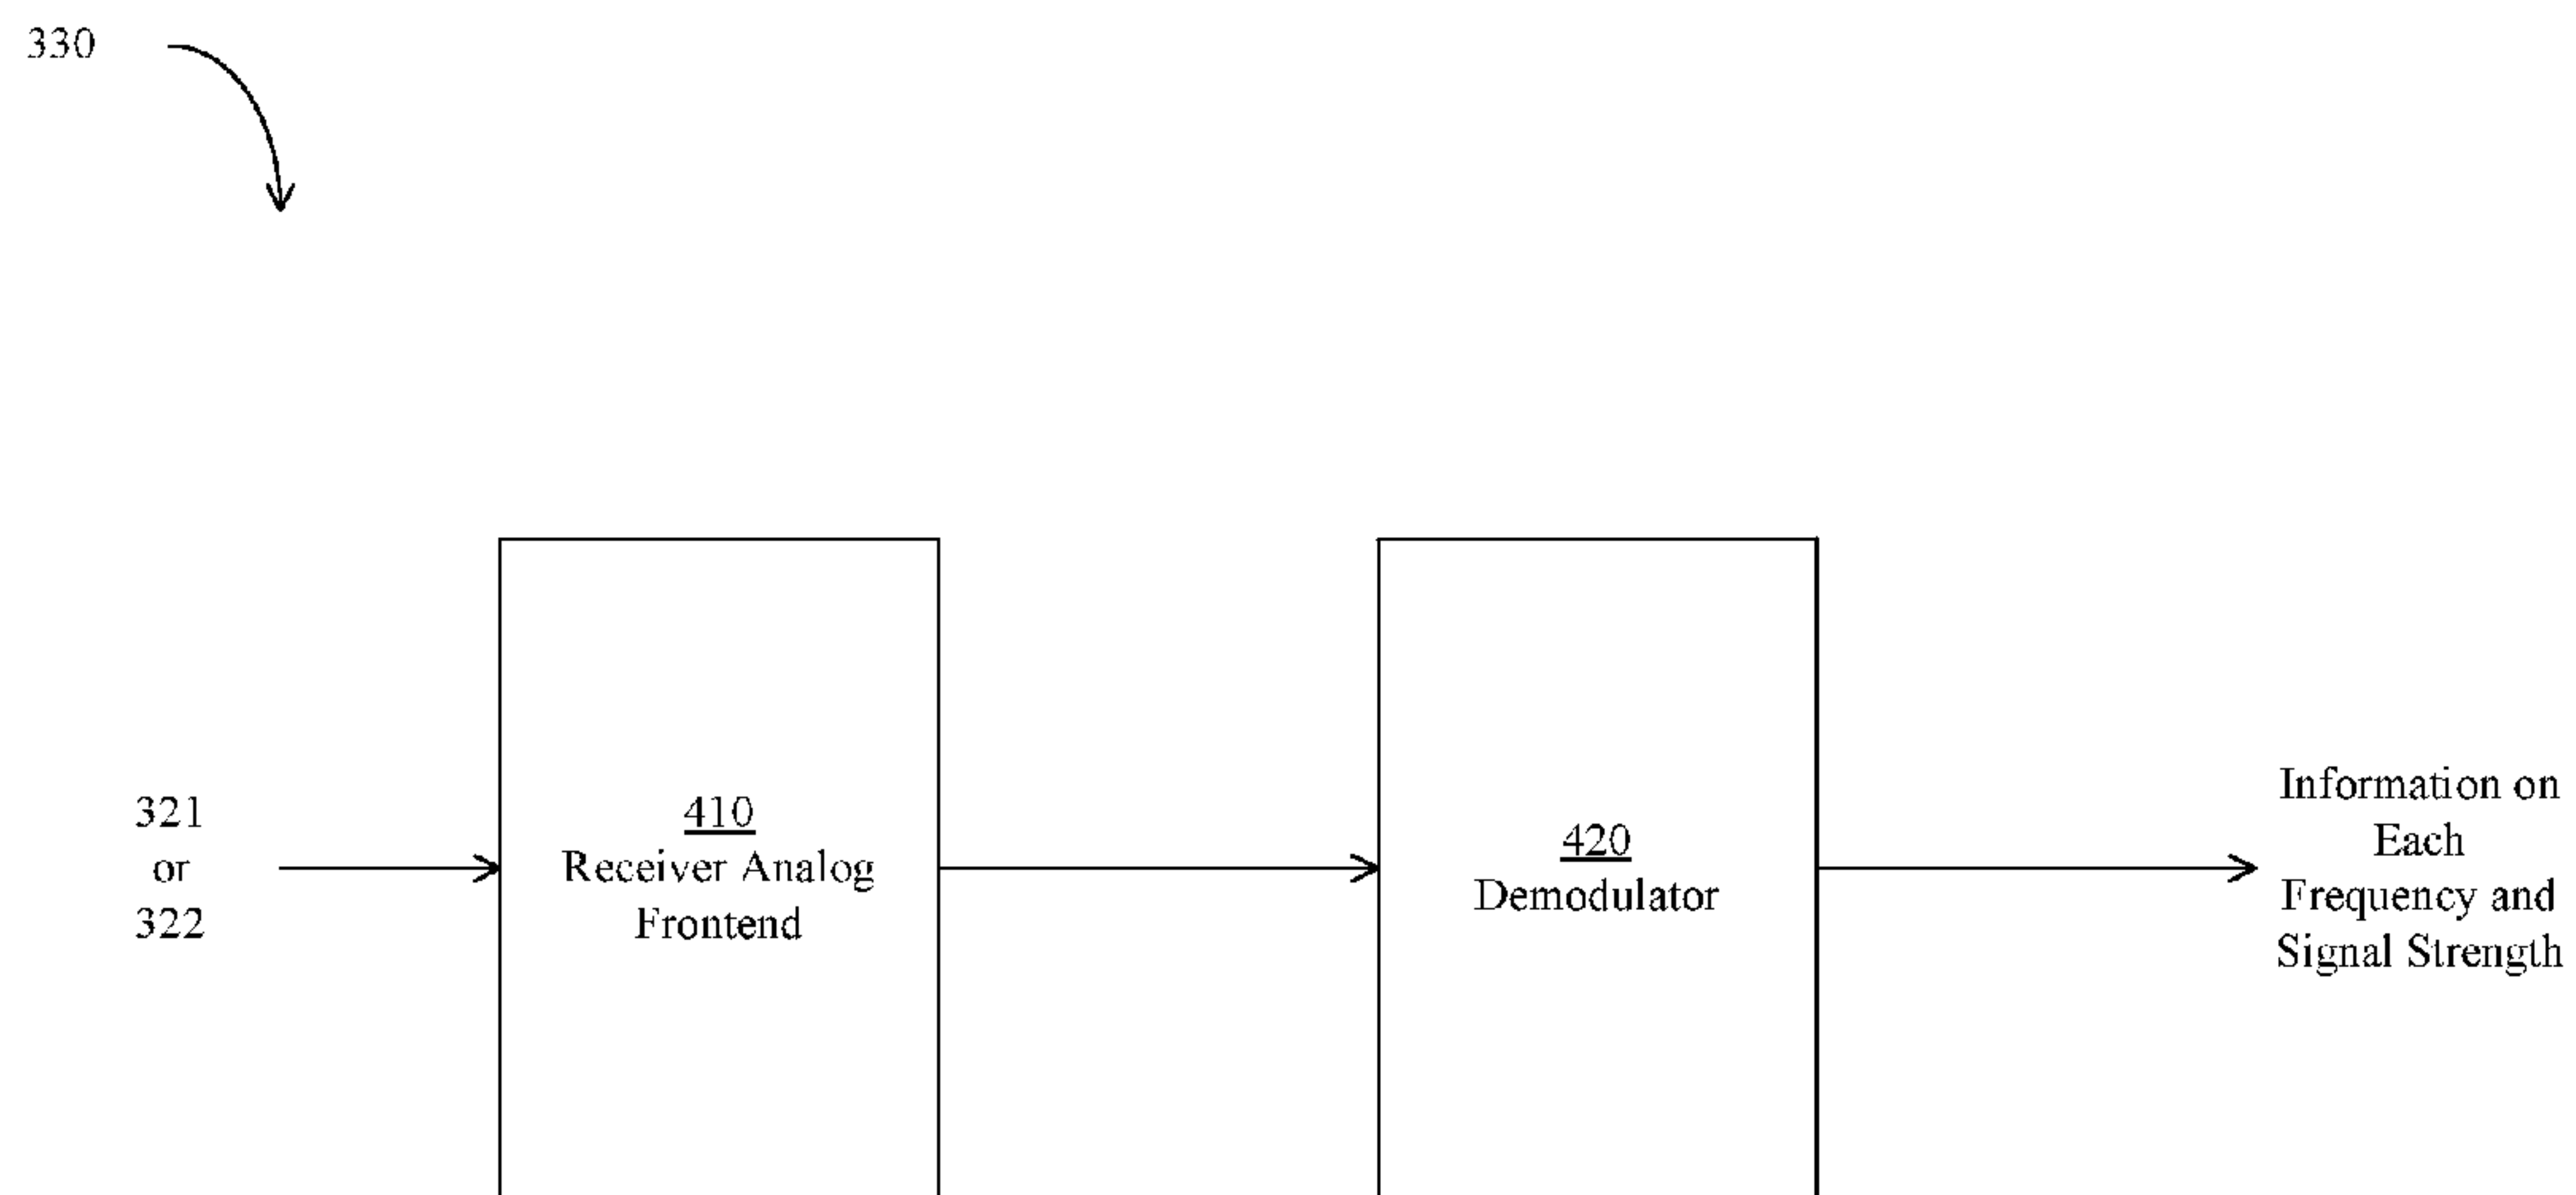 330
321
or
322
410
Receiver Analog
Frontend
420
Demodulator
Information on
Each
Frequency and
Signal Strength